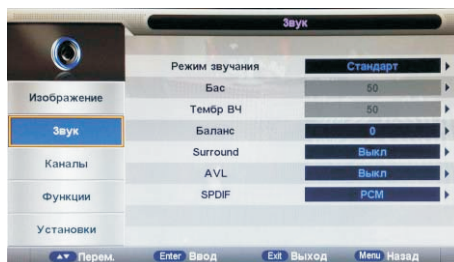 Звук
Режим звучания Стандарт
Бас 50
Тембр ВЧ 50
Баланс 0
Surround Выкл
AVL Выкл
SPDIF PCM
Изображение
Звук
Каналы
Функции
Установки
Перем. Enter Ввод Exit Выход Menu Назад